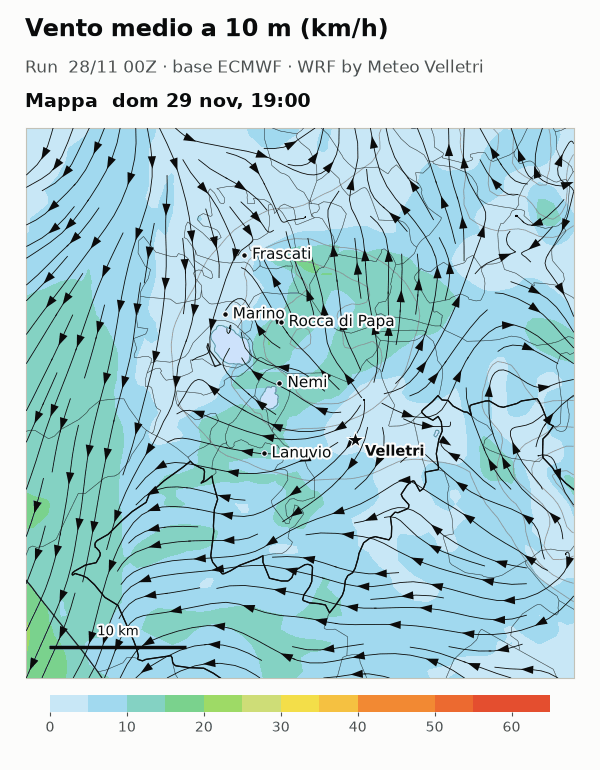 Vento medio a 10 m (km/h)
Run  28/11 00Z · base ECMWF · WRF by Meteo Velletri
Mappa  dom 29 nov, 19:00
Frascati
Marino
Rocca di Papa
Nemi
Lanuvio
Velletri
10 km
0 10 20 30 40 50 60